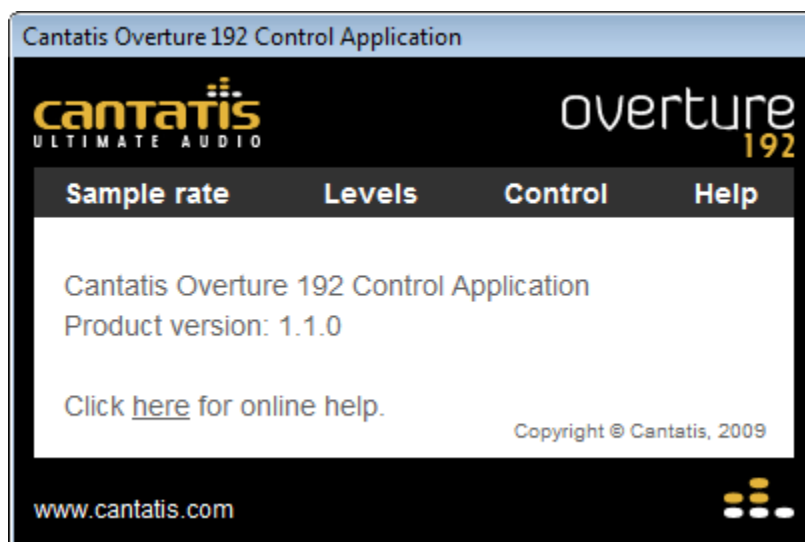 Cantatis Overture 192 Control Application
cantatis
ULTIMATE AUDIO
overture
192
Sample rate Levels Control Help
Cantatis Overture 192 Control Application
Product version: 1.1.0
Click here for online help.
Copyright © Cantatis, 2009
www.cantatis.com